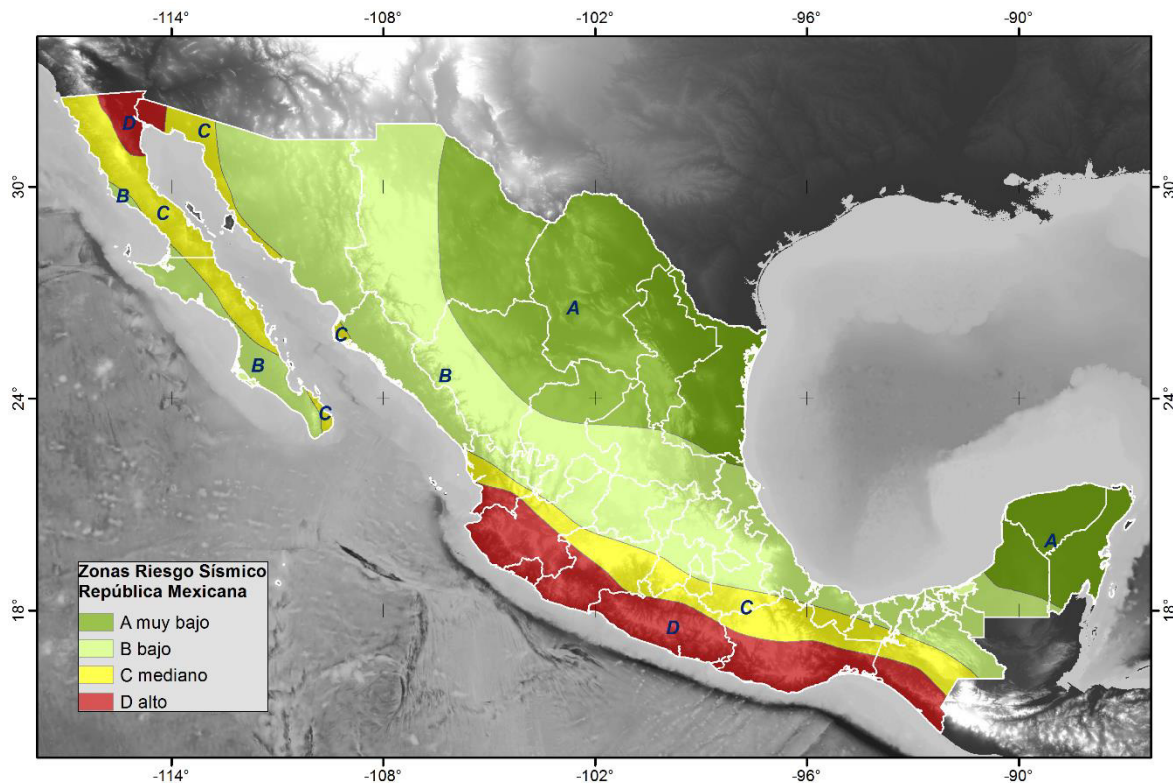 -114° -108° -102° -96° -90°
D
C
30° 30°
B
C
A
C
B
B
24° 24°
C
A
18° C 18°
D
Zonas Riesgo Sísmico
República Mexicana
A muy bajo
B bajo
C mediano
D alto
-114° -108° -102° -96° -90°